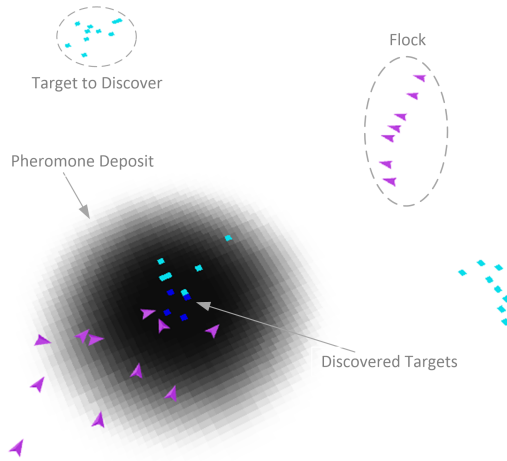 Flock
Target to Discover
Pheromone Deposit
Discovered Targets